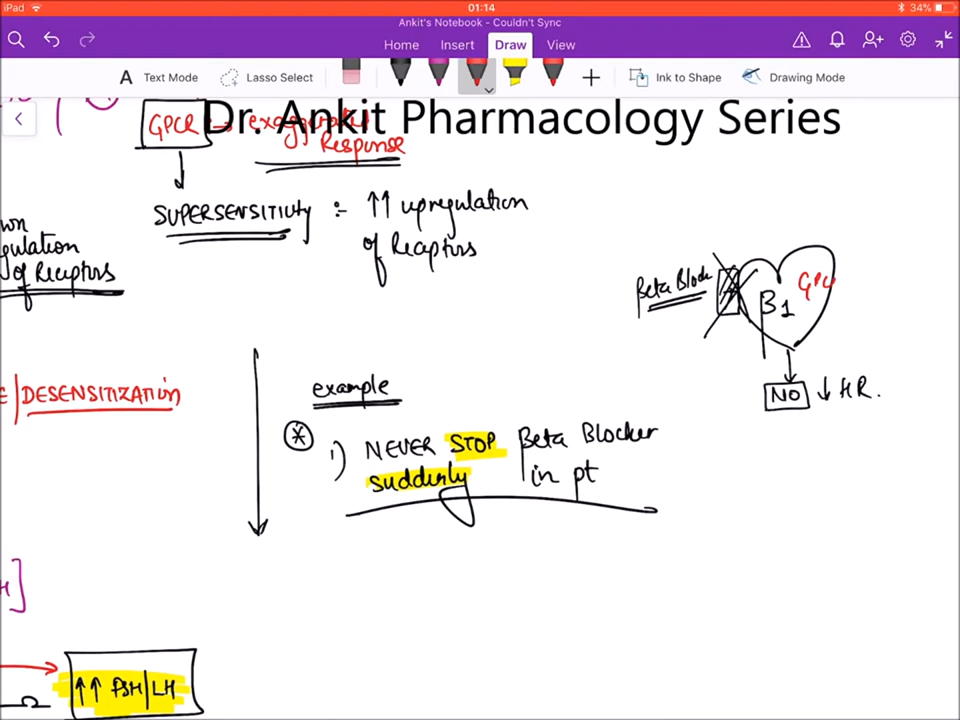 iPad 01:14 34%
Ankit's Notebook - Couldn't Sync
Home Insert Draw View
A Text Mode Lasso Select Ink to Shape Drawing Mode
Dr. Ankit Pharmacology Series
GPCR → exaggerated
Response
SUPERSENSITIVITY :- ↑↑ upregulation
of Receptors
of Receptors
DESENSITIZATION
Beta Block
β1
NO ↓ HR.
example
1) NEVER STOP Beta Blocker
suddenly in pt
↑↑ FSH/LH